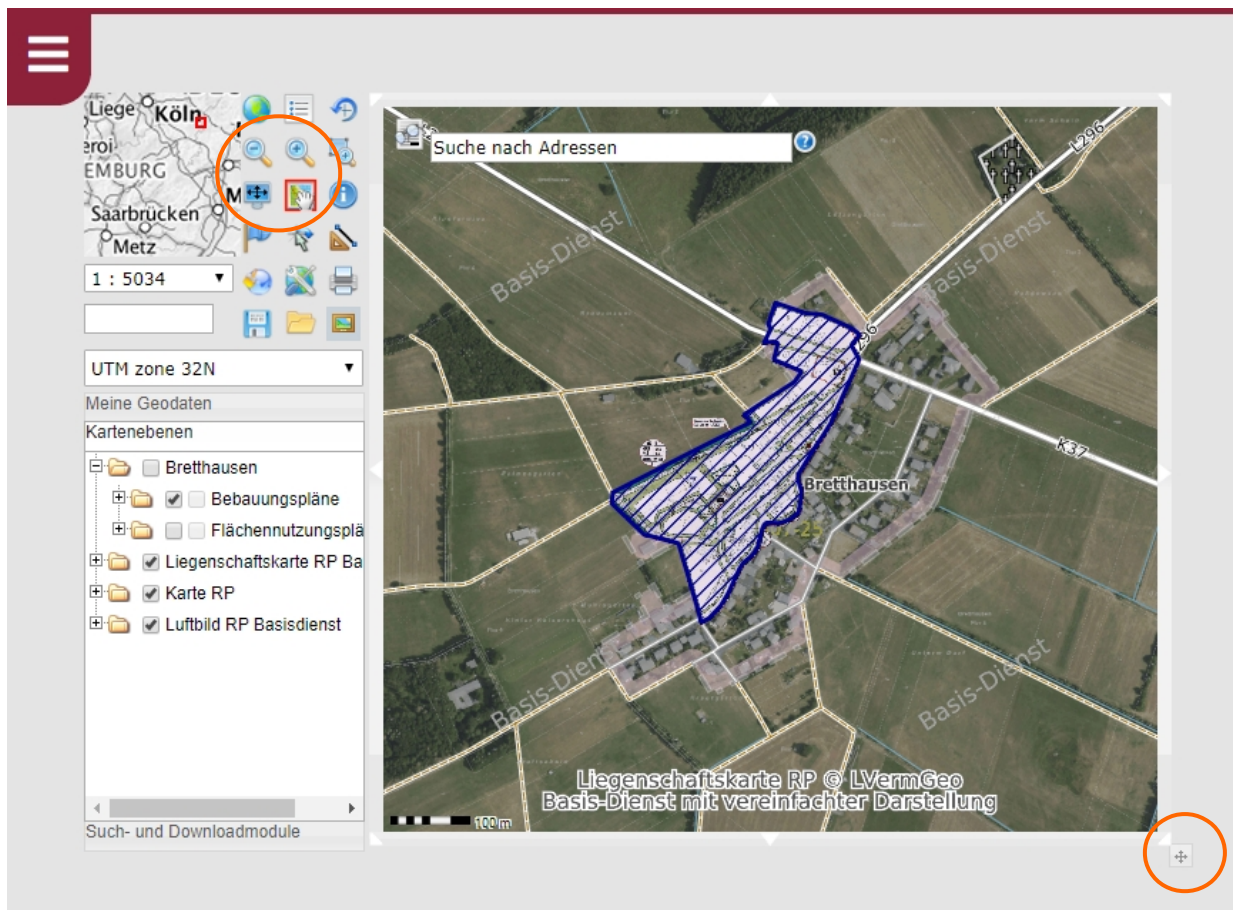 Liege
Köln
eroi
EMBURG
M
Saarbrücken
Metz
1 : 5034
UTM zone 32N
Meine Geodaten
Kartenebenen
Bretthausen
Bebauungspläne
Flächennutzungsplä
Liegenschaftskarte RP Ba
Karte RP
Luftbild RP Basisdienst
Such- und Downloadmodule
Suche nach Adressen
L296
Basis-Dienst
Basis-Dienst
296
K37
Bretthausen
Basis-Dienst
Basis-Dienst
Liegenschaftskarte RP © LVermGeo
Basis-Dienst mit vereinfachter Darstellung
100 m